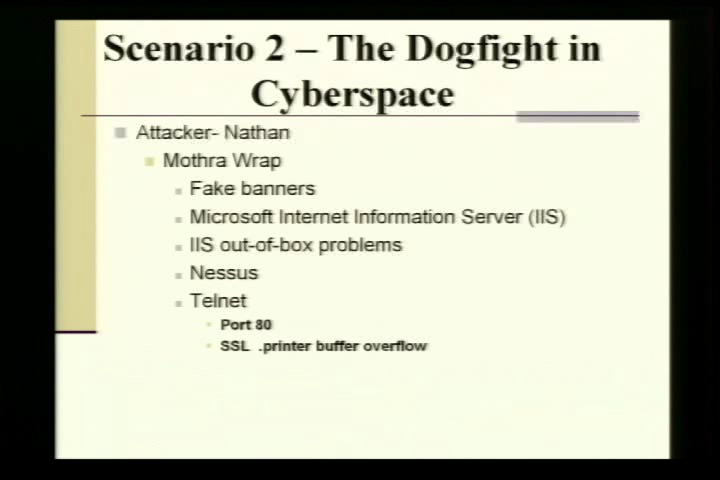 Scenario 2 – The Dogfight in
Cyberspace
Attacker- Nathan
Mothra Wrap
Fake banners
Microsoft Internet Information Server (IIS)
IIS out-of-box problems
Nessus
Telnet
Port 80
SSL .printer buffer overflow